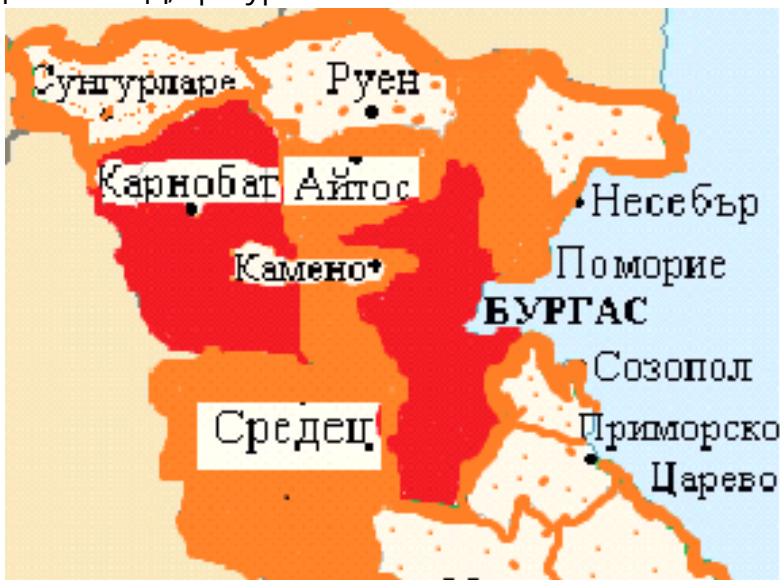 Сунгурларе
Руен
Карнобат
Айтос
Несебър
Камено
Поморие
БУРГАС
Созопол
Средец
Приморско
Царево